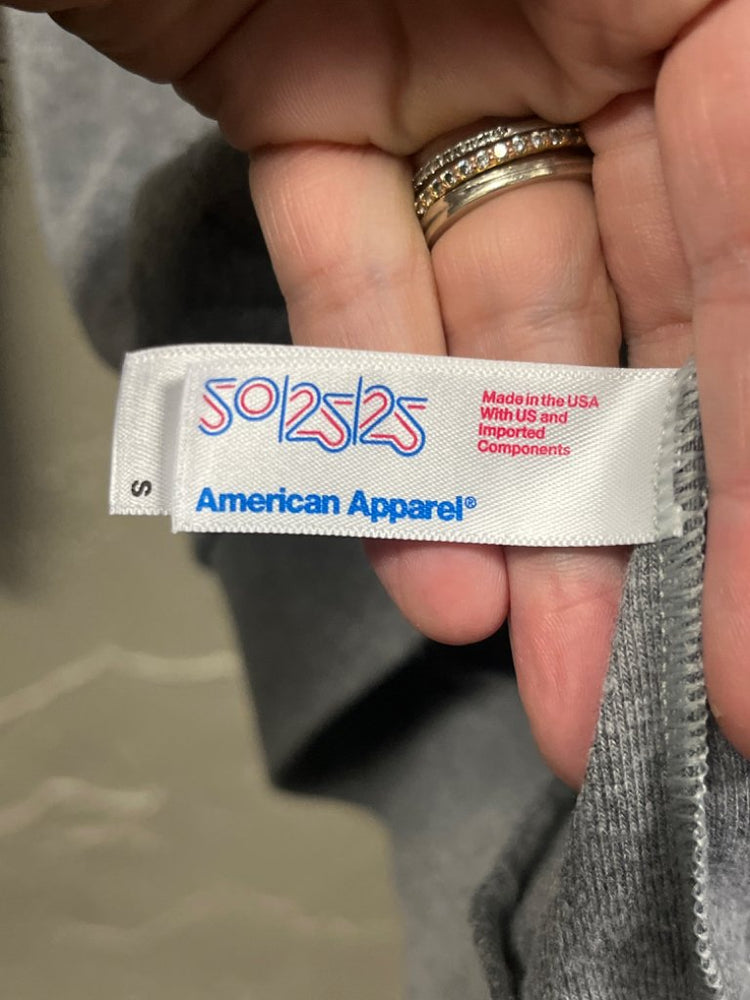 50/25/25
Made in the USA
With US and
Imported
Components
American Apparel®
S